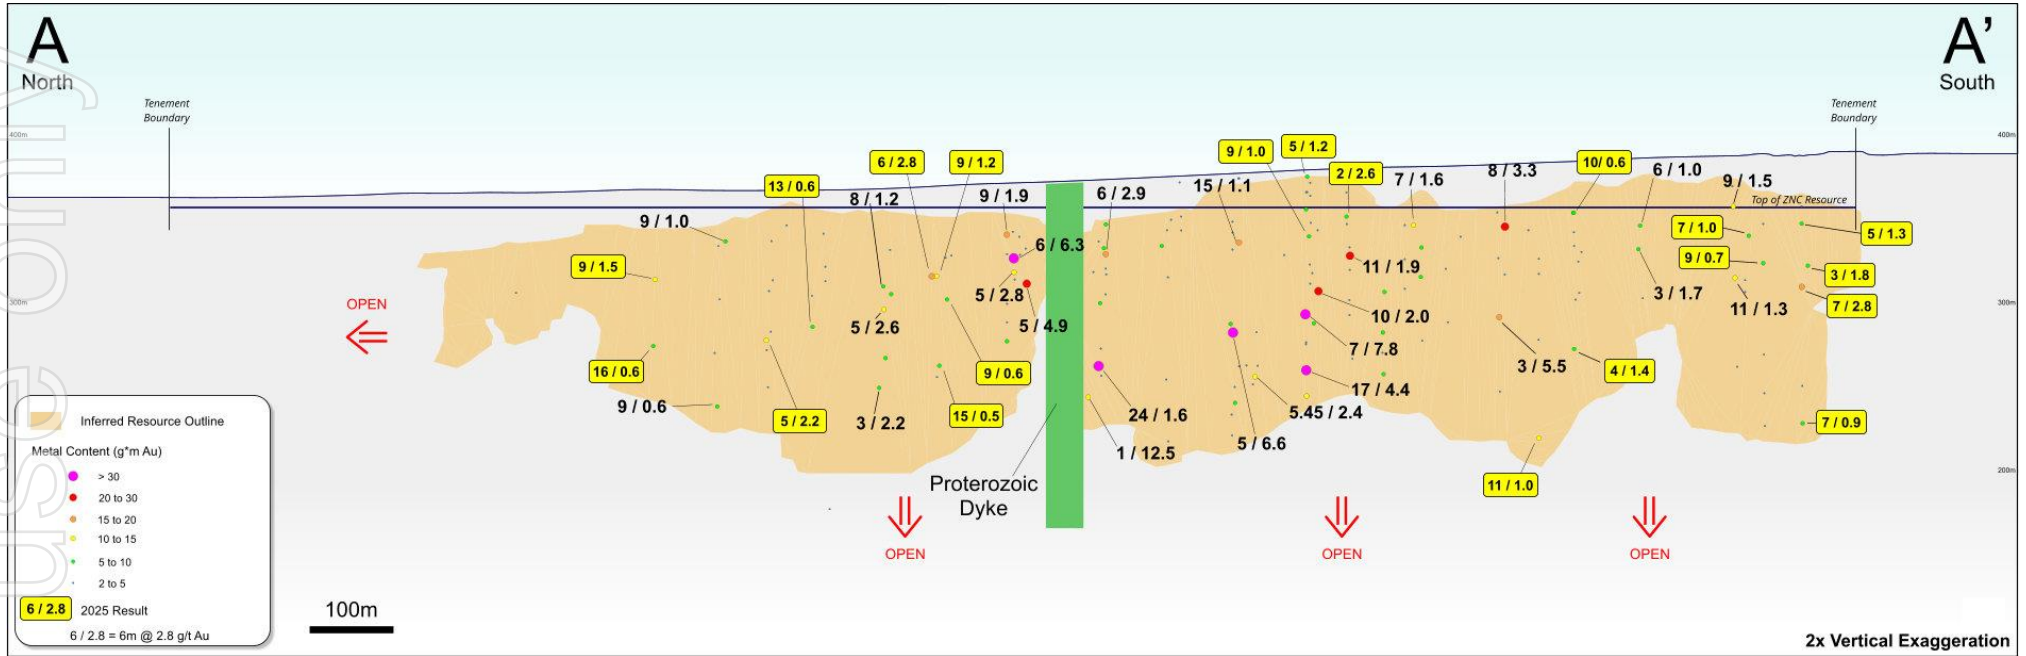 A
North
A’
South
Tenement
Boundary
Tenement
Boundary
400m
400m
300m
300m
200m
Top of ZNC Resource
9 / 1.0
9 / 1.5
16 / 0.6
9 / 0.6
13 / 0.6
5 / 2.2
8 / 1.2
5 / 2.6
3 / 2.2
6 / 2.8
9 / 1.2
9 / 1.9
6 / 6.3
5 / 2.8
5 / 4.9
9 / 0.6
15 / 0.5
6 / 2.9
24 / 1.6
1 / 12.5
15 / 1.1
9 / 1.0
5 / 1.2
2 / 2.6
7 / 1.6
11 / 1.9
10 / 2.0
7 / 7.8
17 / 4.4
5.45 / 2.4
5 / 6.6
8 / 3.3
3 / 5.5
11 / 1.0
10/ 0.6
4 / 1.4
6 / 1.0
3 / 1.7
9 / 1.5
7 / 1.0
9 / 0.7
11 / 1.3
5 / 1.3
3 / 1.8
7 / 2.8
7 / 0.9
Proterozoic
Dyke
OPEN
OPEN
OPEN
OPEN
Inferred Resource Outline
Metal Content (g*m Au)
> 30
20 to 30
15 to 20
10 to 15
5 to 10
2 to 5
6 / 2.8 2025 Result
6 / 2.8 = 6m @ 2.8 g/t Au
100m
2x Vertical Exaggeration
use only